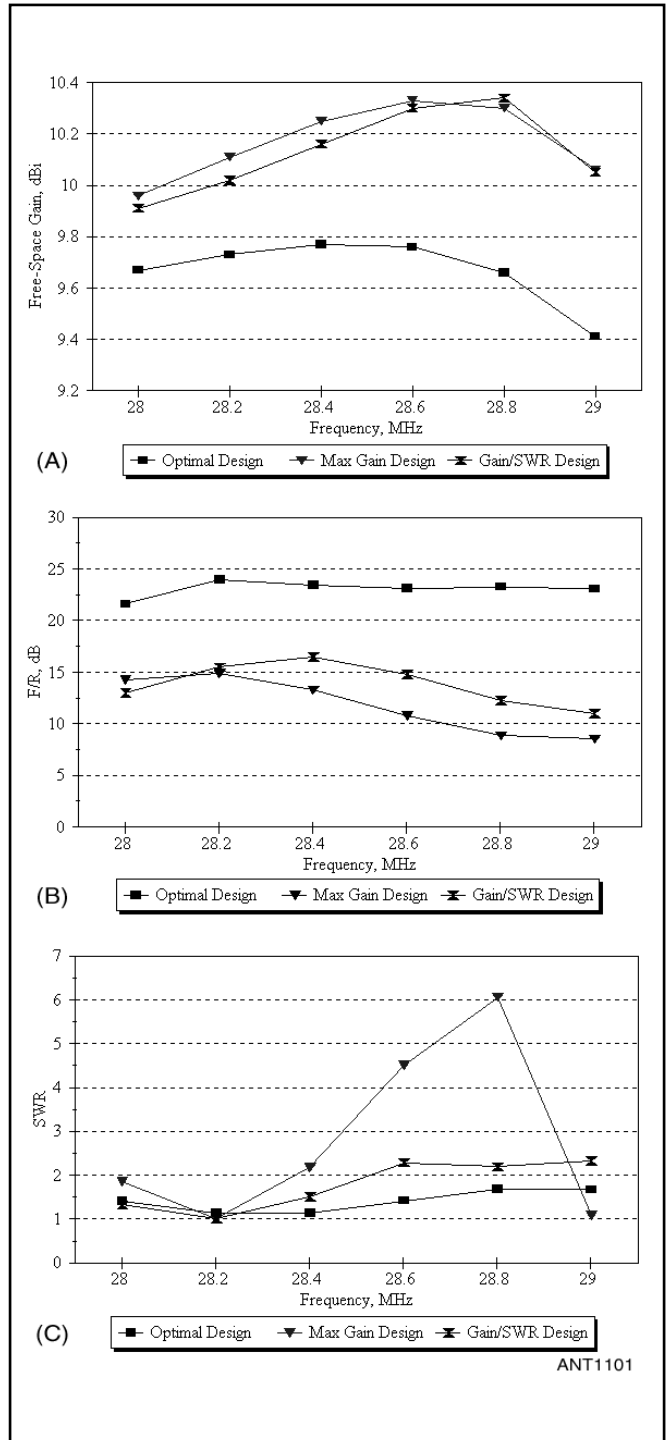 10.4
10.2
10
9.8
9.6
9.4
9.2
Free-Space Gain, dBi
28 28.2 28.4 28.6 28.8 29
Frequency, MHz
(A)
Optimal Design Max Gain Design Gain/SWR Design
30
25
20
15
10
5
0
F/R, dB
28 28.2 28.4 28.6 28.8 29
Frequency, MHz
(B)
Optimal Design Max Gain Design Gain/SWR Design
7
6
5
4
3
2
1
0
SWR
28 28.2 28.4 28.6 28.8 29
Frequency, MHz
(C)
Optimal Design Max Gain Design Gain/SWR Design
ANT1101